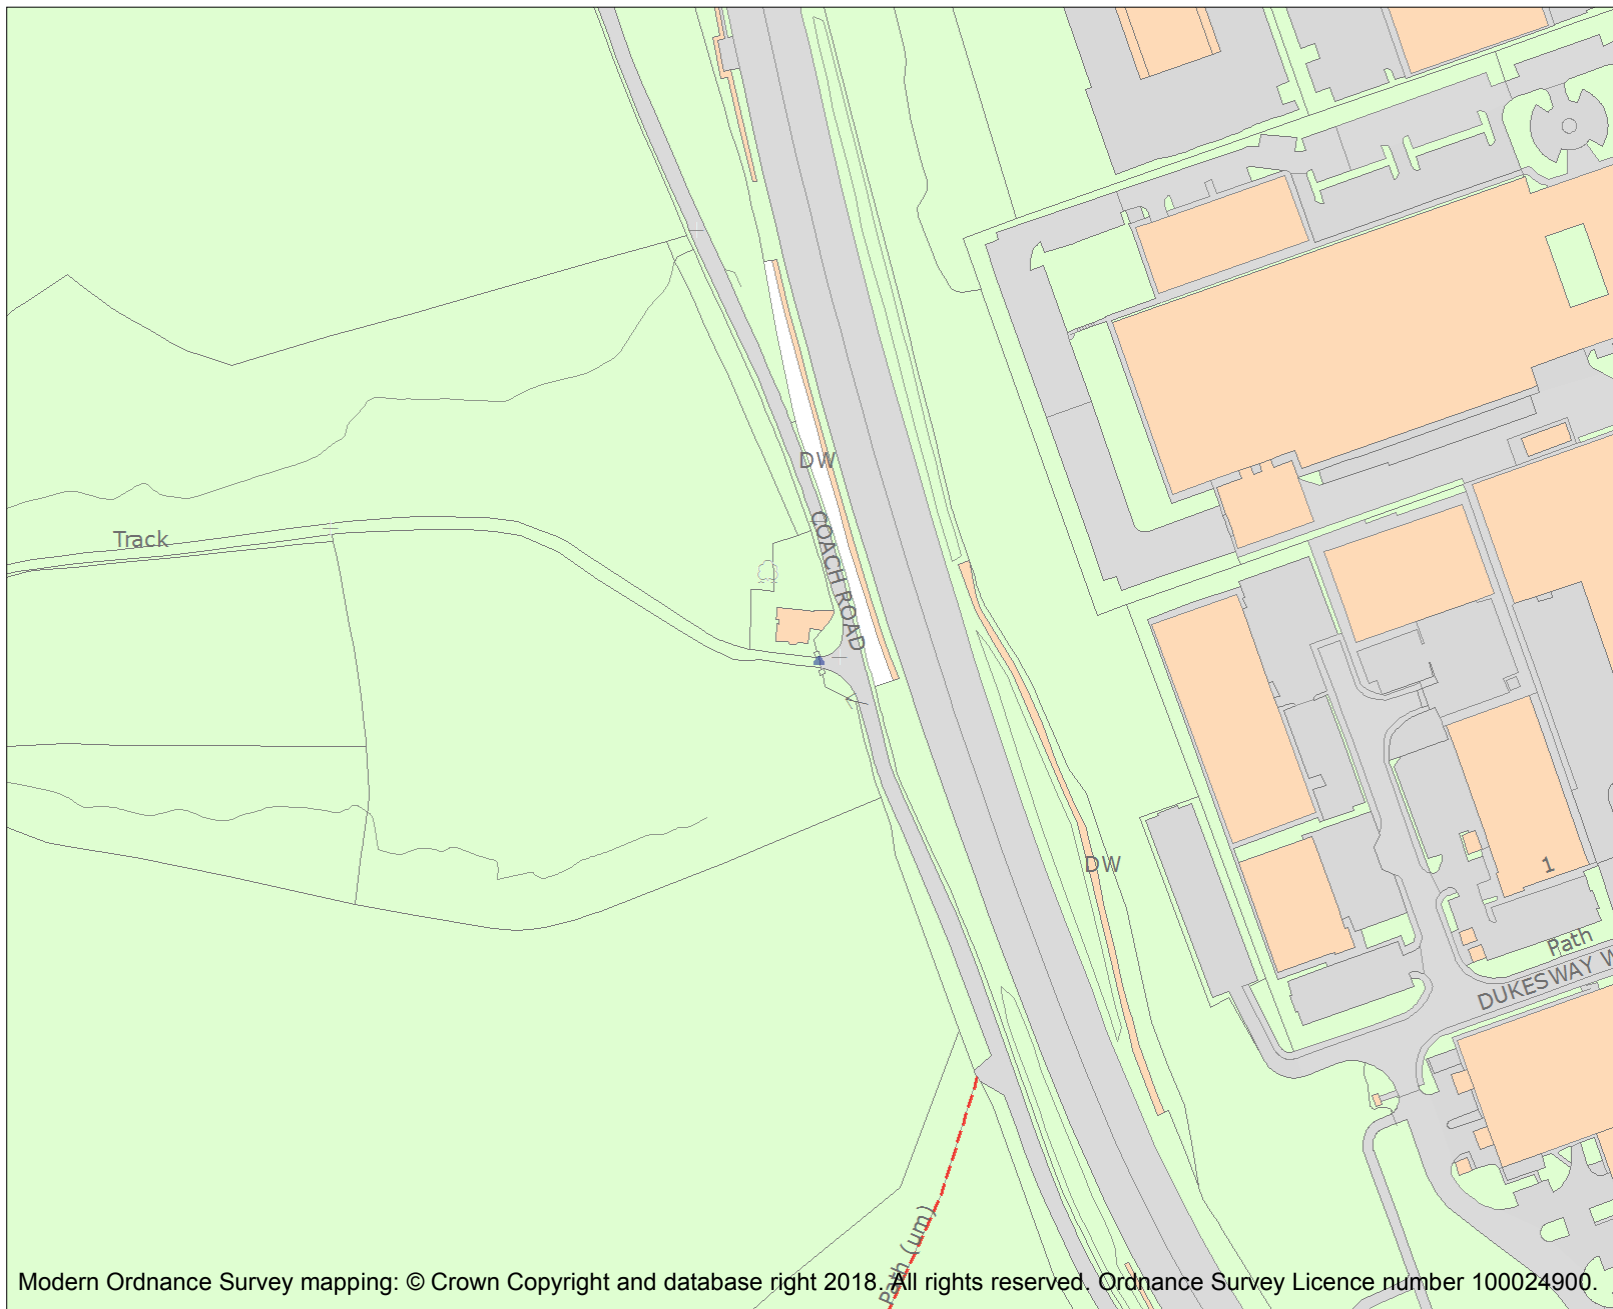 DW
COACH ROAD
Track
DW
1
Path
DUKESWAY W
Path (um)
Modern Ordnance Survey mapping: © Crown Copyright and database right 2018. All rights reserved. Ordnance Survey Licence number 100024900.